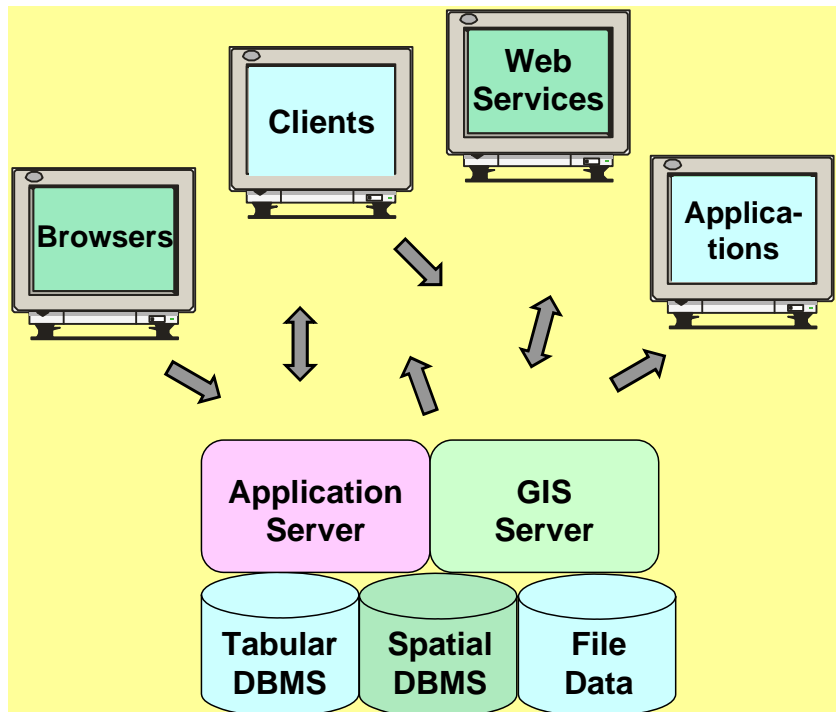 Web
Services
Clients
Browsers
Applica-
tions
Application
Server
GIS
Server
Tabular
DBMS
Spatial
DBMS
File
Data